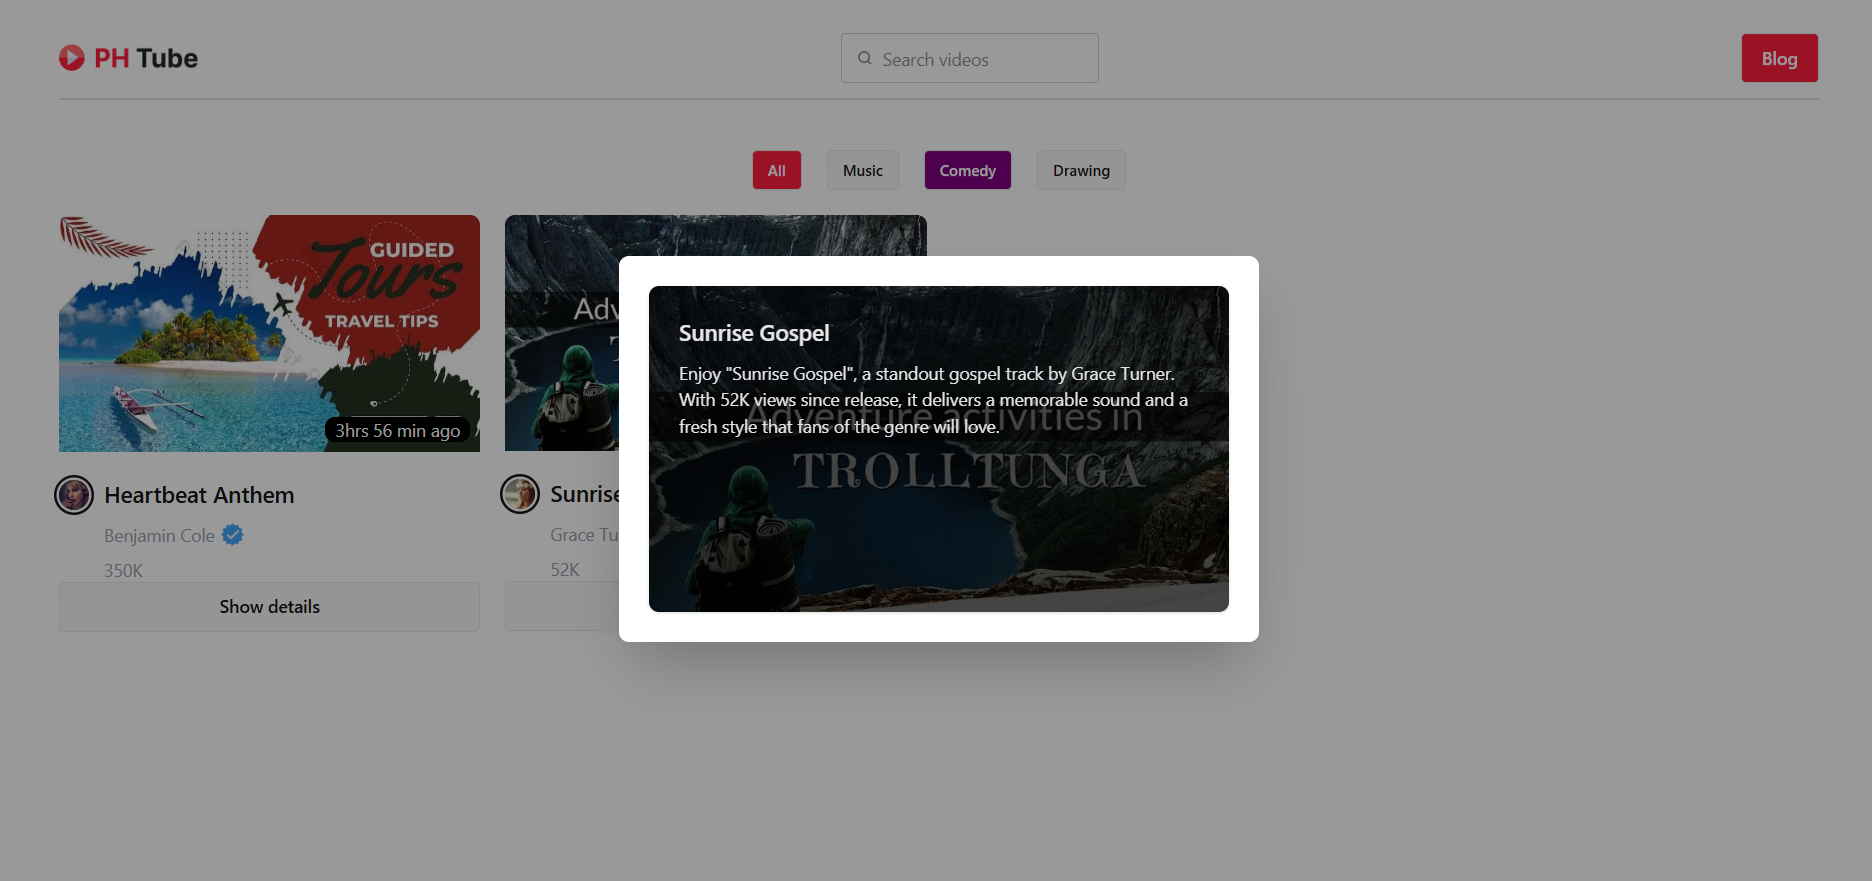 PH Tube
Search videos
Blog
All
Music
Comedy
Drawing
GUIDED
Tours
TRAVEL TIPS
3hrs 56 min ago
Heartbeat Anthem
Benjamin Cole
350K
Show details
Adv
Sunrise
Grace Tu
52K
Sunrise Gospel
Enjoy "Sunrise Gospel", a standout gospel track by Grace Turner.
With 52K views since release, it delivers a memorable sound and a
fresh style that fans of the genre will love.
Adventure activities in
TROLLTUNGA